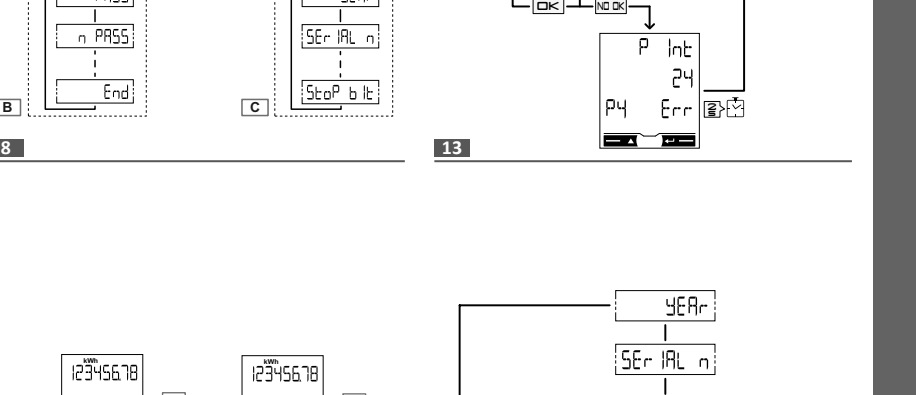 OK
NO OK
n PASS
SEr IAL n
P Int
24
End
StoP b It
P4 Err
B
C
2
8
13
YEAr
SEr IAL n
kWh
12345678
kWh
12345678